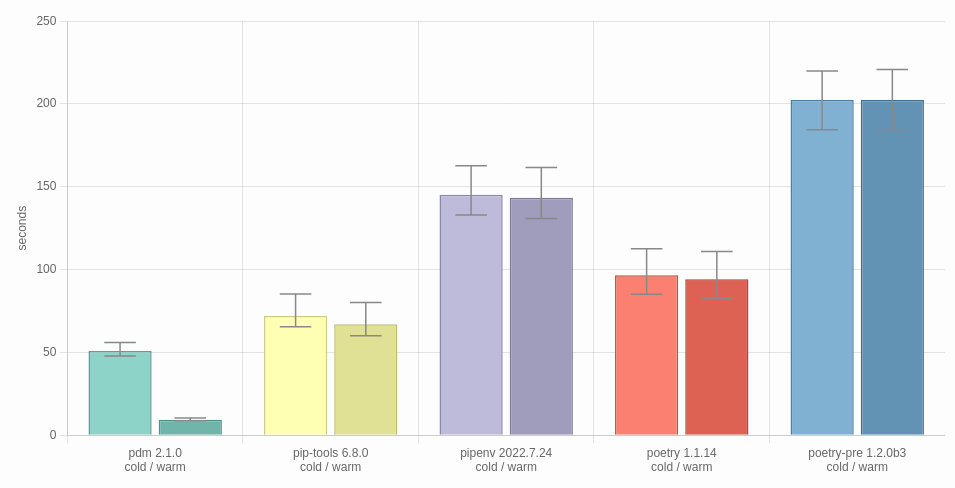 250
200
150
100
50
0
seconds
pdm 2.1.0
cold / warm
pip-tools 6.8.0
cold / warm
pipenv 2022.7.24
cold / warm
poetry 1.1.14
cold / warm
poetry-pre 1.2.0b3
cold / warm